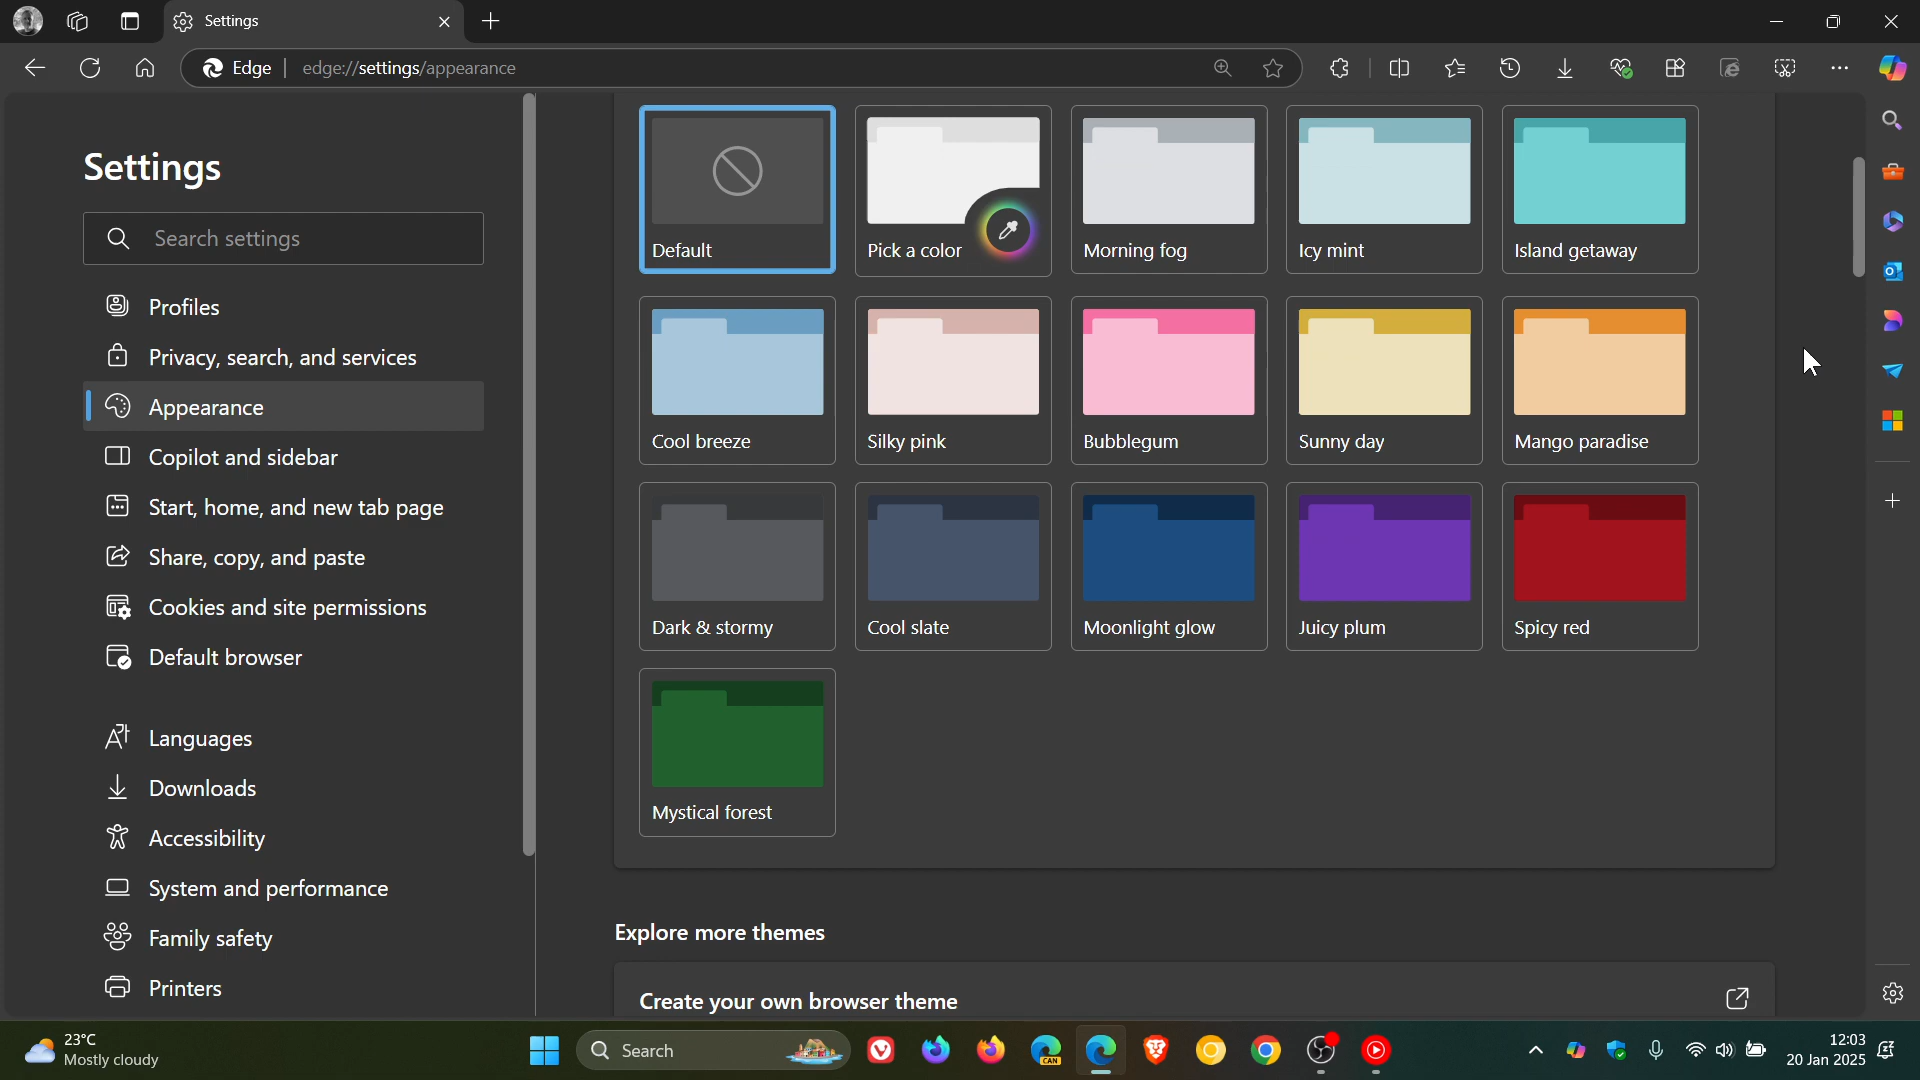 Settings
Edge
edge://settings/appearance
Settings
Search settings
Profiles
Privacy, search, and services
Appearance
Copilot and sidebar
Start, home, and new tab page
Share, copy, and paste
Cookies and site permissions
Default browser
Languages
Downloads
Accessibility
System and performance
Family safety
Printers
Default
Pick a color
Morning fog
Icy mint
Island getaway
Cool breeze
Silky pink
Bubblegum
Sunny day
Mango paradise
Dark & stormy
Cool slate
Moonlight glow
Juicy plum
Spicy red
Mystical forest
Explore more themes
Create your own browser theme
23°C
Mostly cloudy
Search
CAN
12:03
20 Jan 2025